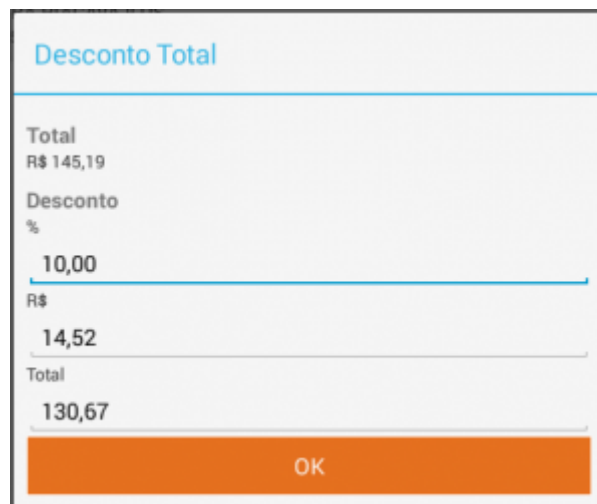 Desconto Total
Total
R$ 145,19
Desconto
%
10,00
R$
14,52
Total
130,67
OK